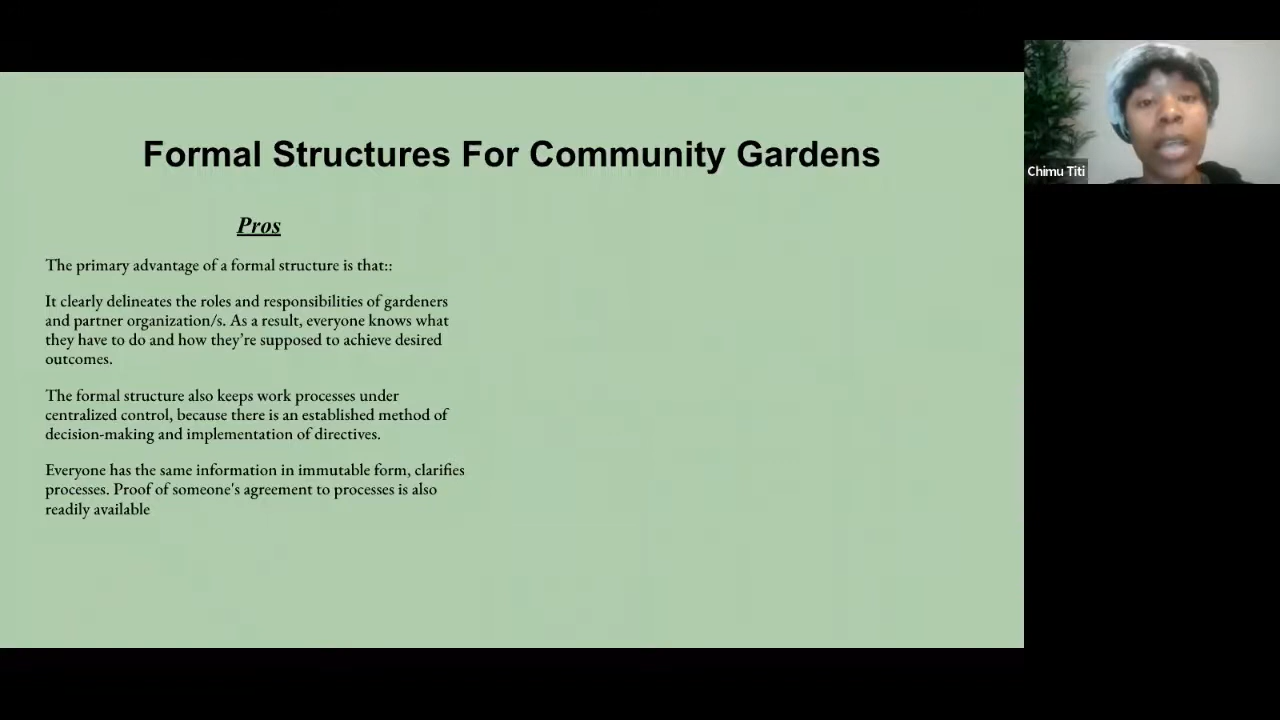 Formal Structures For Community Gardens
Pros
The primary advantage of a formal structure is that::
It clearly delineates the roles and responsibilities of gardeners
and partner organization/s. As a result, everyone knows what
they have to do and how they’re supposed to achieve desired
outcomes.
The formal structure also keeps work processes under
centralized control, because there is an established method of
decision-making and implementation of directives.
Everyone has the same information in immutable form, clarifies
processes. Proof of someone's agreement to processes is also
readily available
Chimu Titi